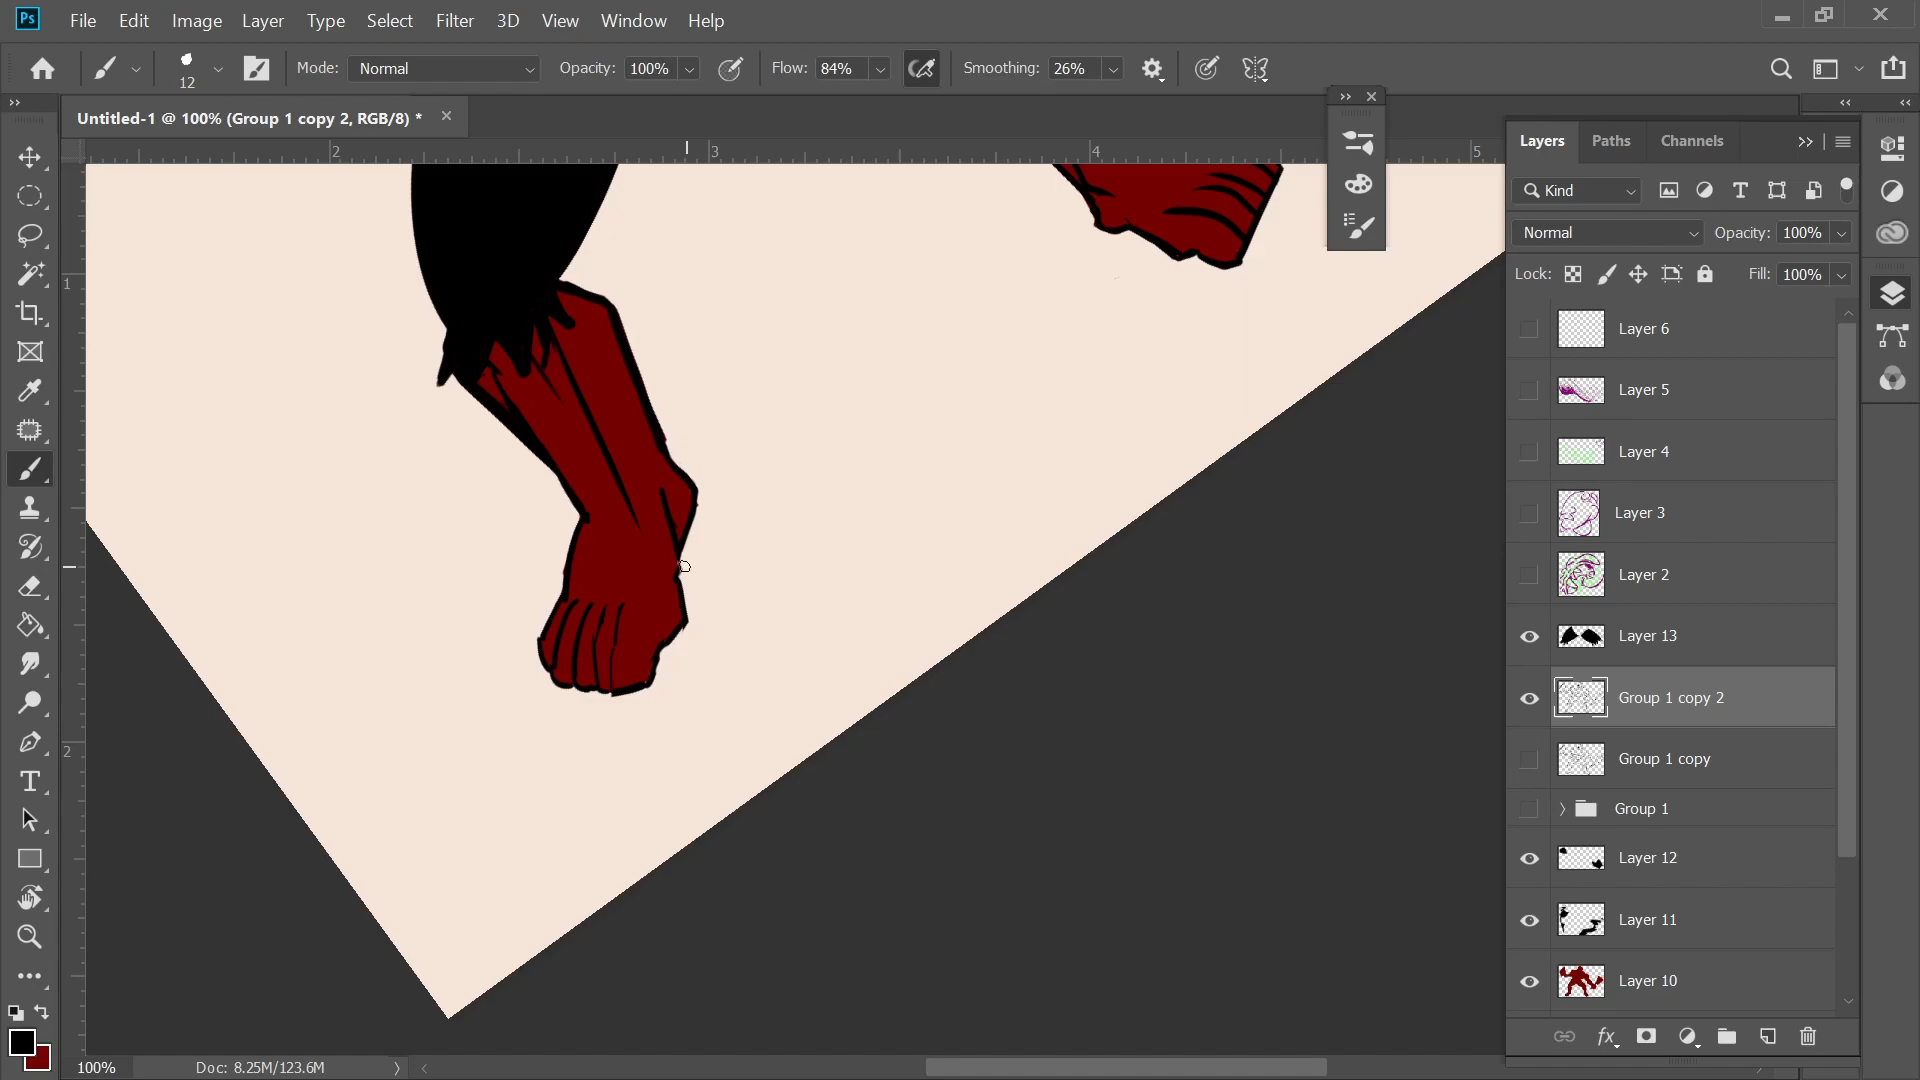 Ps File Edit Image Layer Type Select Filter 3D View Window Help
12 Mode: Normal Opacity: 100% Flow: 84% Smoothing: 26%
Untitled-1 @ 100% (Group 1 copy 2, RGB/8) *
2 3 4 5
1
2
Layers Paths Channels
Kind
Normal Opacity: 100%
Lock: Fill: 100%
Layer 6
Layer 5
Layer 4
Layer 3
Layer 2
Layer 13
Group 1 copy 2
Group 1 copy
Group 1
Layer 12
Layer 11
Layer 10
100% Doc: 8.25M/123.6M